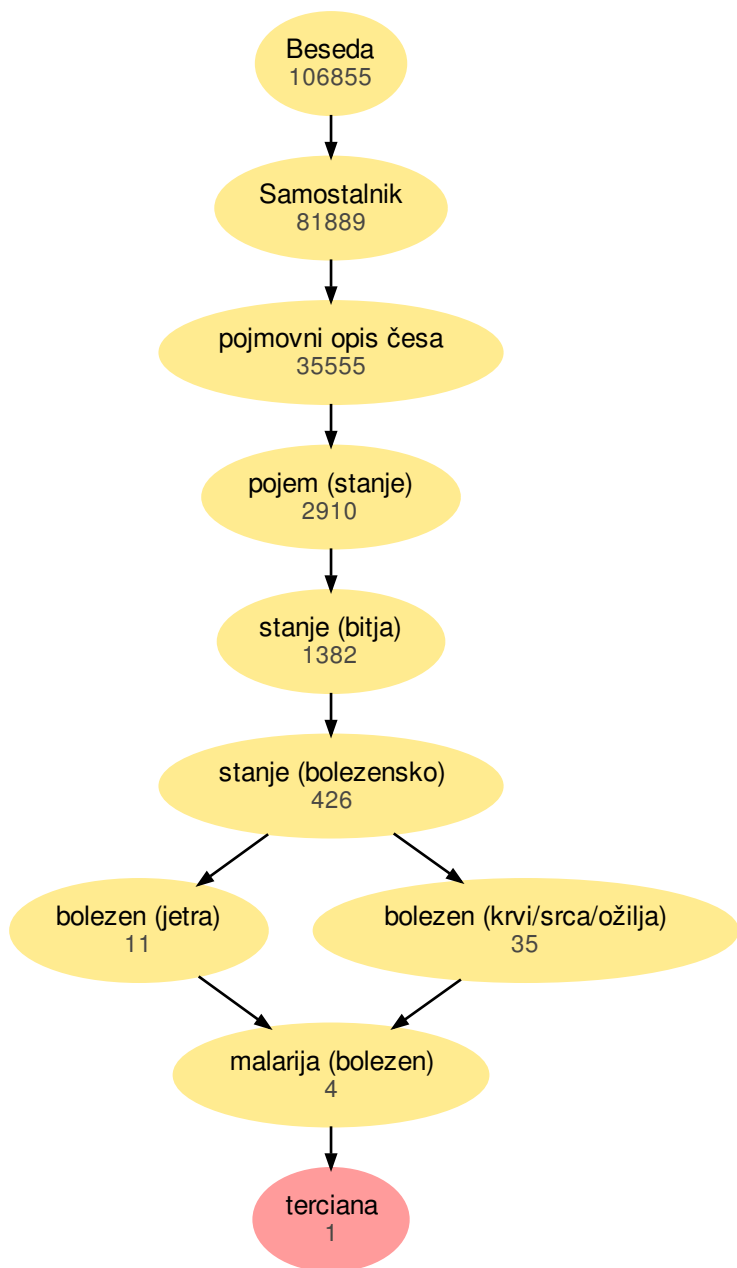 Beseda
106855
Samostalnik
81889
pojmovni opis česa
35555
pojem (stanje)
2910
stanje (bitja)
1382
stanje (bolezensko)
426
bolezen (jetra)
11
bolezen (krvi/srca/ožilja)
35
malarija (bolezen)
4
terciana
1